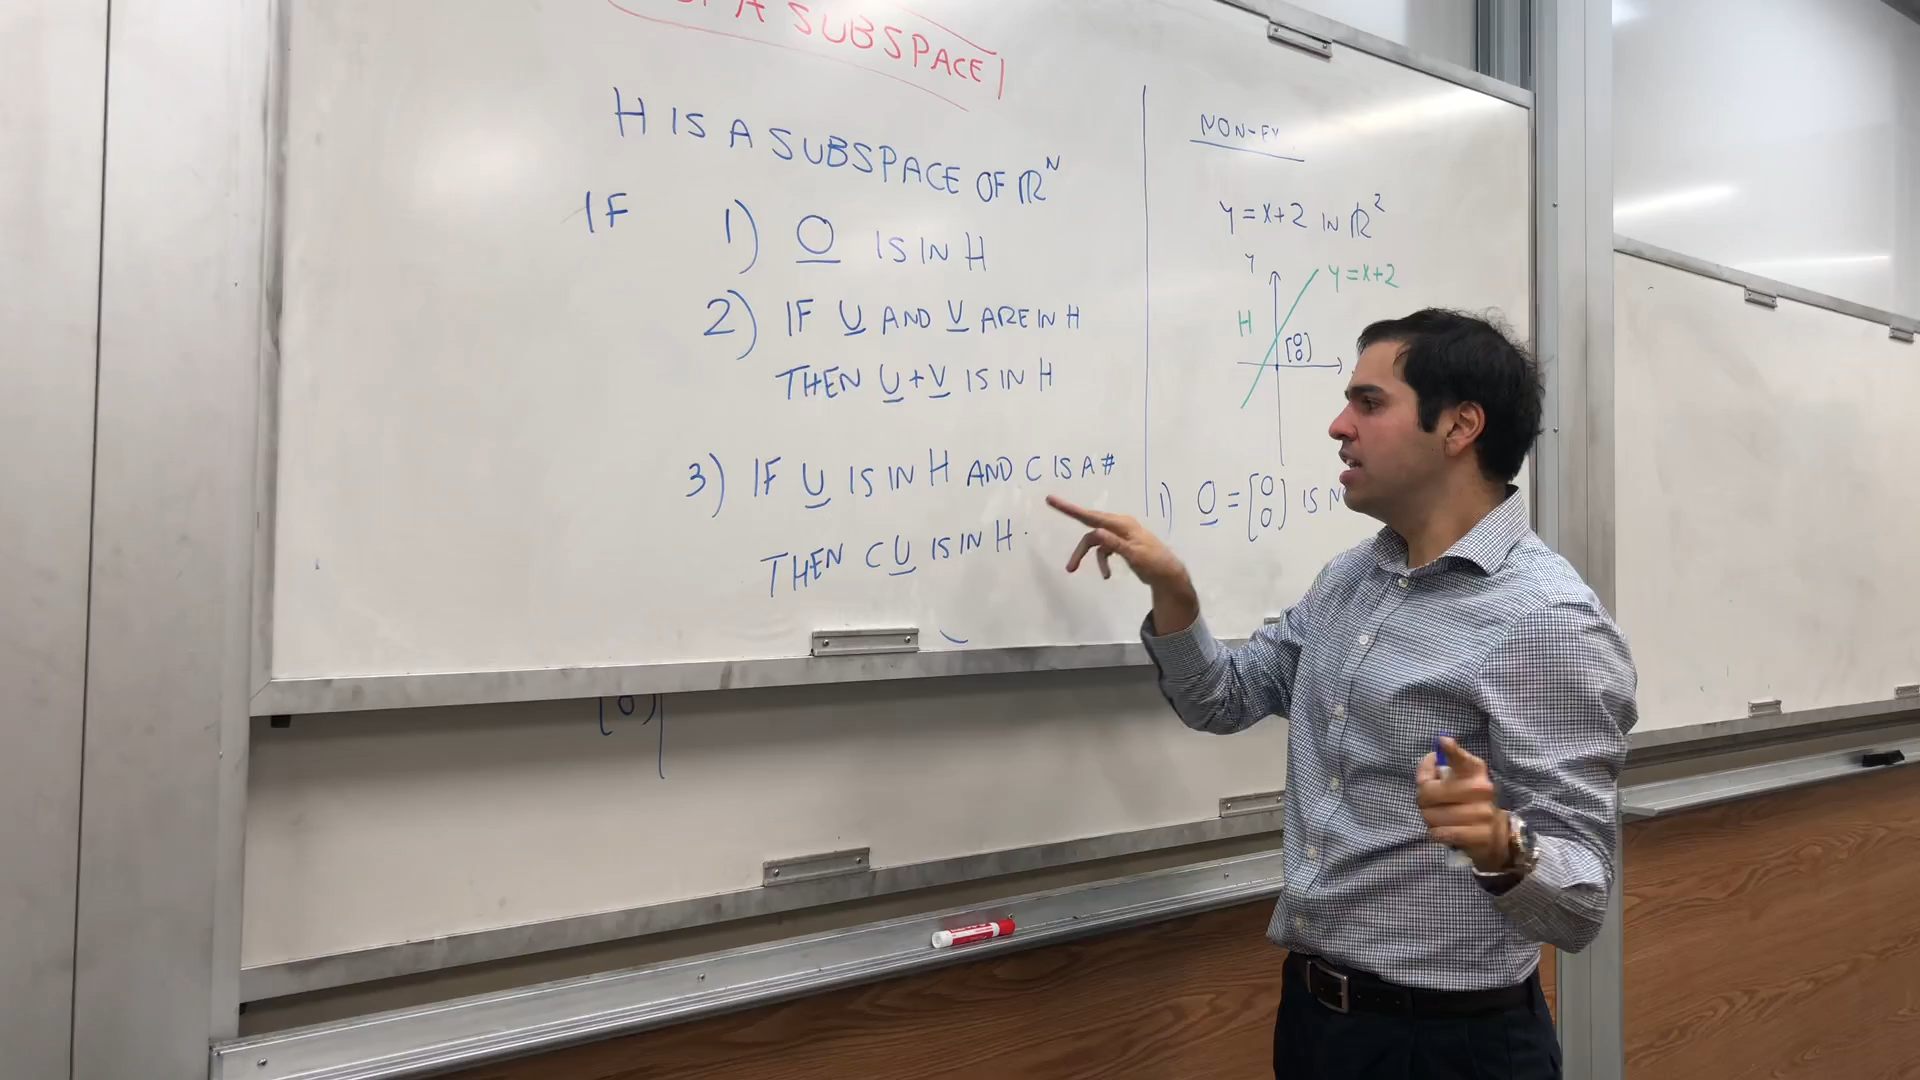 A SUBSPACE
H IS A SUBSPACE OF ℝᴺ
IF 1) O IS IN H
2) IF U AND V ARE IN H
THEN U+V IS IN H
3) IF U IS IN H AND C IS A #
THEN C U IS IN H.
[0]
NON-EX
Y=X+2 IN ℝ²
Y
Y=X+2
H
[0 0]
1) O = [0 0] IS